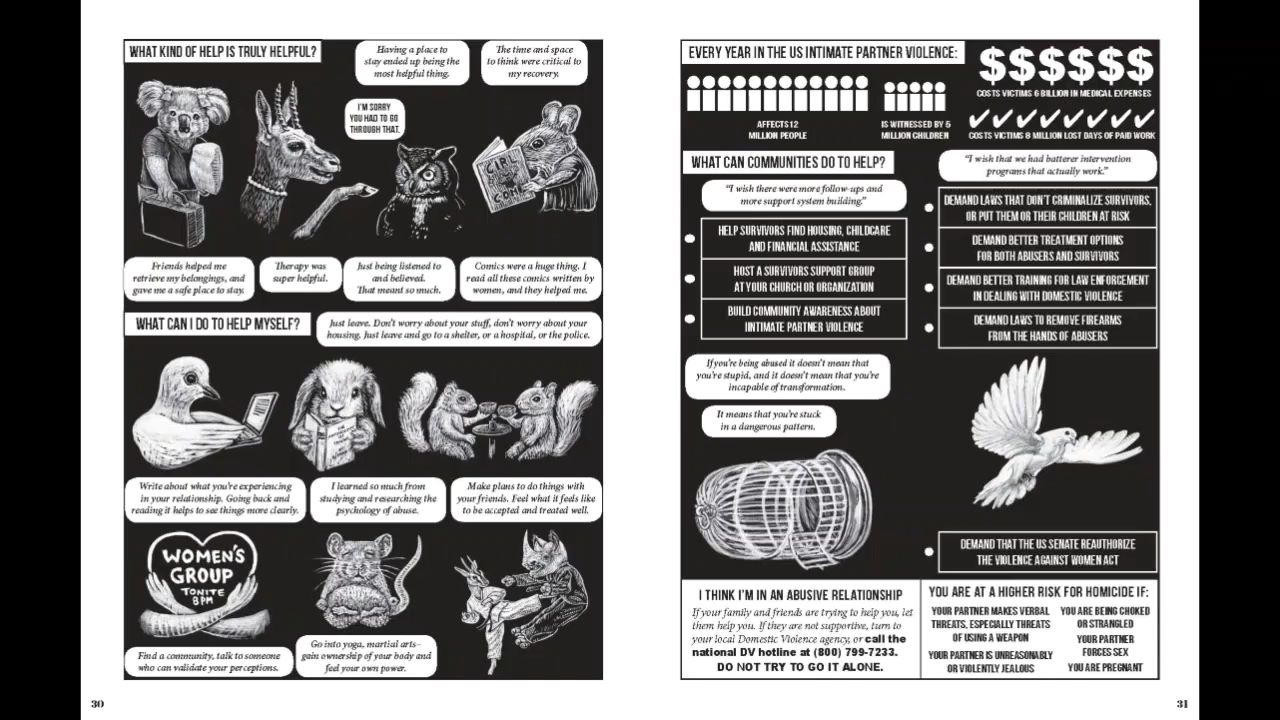 WHAT KIND OF HELP IS TRULY HELPFUL?
Having a place to
stay ended up being the
most helpful thing.
The time and space
to think were critical to
my recovery.
I'M SORRY
YOU HAD TO GO
THROUGH THAT.
Friends helped me
retrieve my belongings, and
gave me a safe place to stay.
Therapy was
super helpful.
Just being listened to
and believed.
That meant so much.
Comics were a huge thing. I
read all these comics written by
women, and they helped me.
WHAT CAN I DO TO HELP MYSELF?
Just leave. Don't worry about your stuff, don't worry about your
housing. Just leave and go to a shelter, or a hospital, or the police.
Write about what you're experiencing
in your relationship. Going back and
reading it helps to see things more clearly.
I learned so much from
studying and researching the
psychology of abuse.
Make plans to do things with
your friends. Feel what it feels like
to be accepted and treated well.
WOMEN'S
GROUP
TONITE
8PM
Find a community, talk to someone
who can validate your perceptions.
Go into yoga, martial arts–
gain ownership of your body and
feel your own power.
30
EVERY YEAR IN THE US INTIMATE PARTNER VIOLENCE:
AFFECTS 12
MILLION PEOPLE
IS WITNESSED BY 5
MILLION CHILDREN
$$$$$$
COSTS VICTIMS 6 BILLION IN MEDICAL EXPENSES
COSTS VICTIMS 8 MILLION LOST DAYS OF PAID WORK
WHAT CAN COMMUNITIES DO TO HELP?
"I wish there were more follow-ups and
more support system building."
HELP SURVIVORS FIND HOUSING, CHILDCARE
AND FINANCIAL ASSISTANCE
HOST A SURVIVORS SUPPORT GROUP
AT YOUR CHURCH OR ORGANIZATION
BUILD COMMUNITY AWARENESS ABOUT
INTIMATE PARTNER VIOLENCE
"I wish that we had batterer intervention
programs that actually work."
DEMAND LAWS THAT DON'T CRIMINALIZE SURVIVORS,
OR PUT THEM OR THEIR CHILDREN AT RISK
DEMAND BETTER TREATMENT OPTIONS
FOR BOTH ABUSERS AND SURVIVORS
DEMAND BETTER TRAINING FOR LAW ENFORCEMENT
IN DEALING WITH DOMESTIC VIOLENCE
DEMAND LAWS TO REMOVE FIREARMS
FROM THE HANDS OF ABUSERS
If you're being abused it doesn't mean that
you're stupid, and it doesn't mean that you're
incapable of transformation.
It means that you're stuck
in a dangerous pattern.
DEMAND THAT THE US SENATE REAUTHORIZE
THE VIOLENCE AGAINST WOMEN ACT
I THINK I'M IN AN ABUSIVE RELATIONSHIP
If your family and friends are trying to help you, let
them help you. If they are not supportive, turn to
your local Domestic Violence agency, or call the
national DV hotline at (800) 799-7233.
DO NOT TRY TO GO IT ALONE.
YOU ARE AT A HIGHER RISK FOR HOMICIDE IF:
YOUR PARTNER MAKES VERBAL
THREATS, ESPECIALLY THREATS
OF USING A WEAPON
YOUR PARTNER IS UNREASONABLY
OR VIOLENTLY JEALOUS
YOU ARE BEING CHOKED
OR STRANGLED
YOUR PARTNER
FORCES SEX
YOU ARE PREGNANT
31